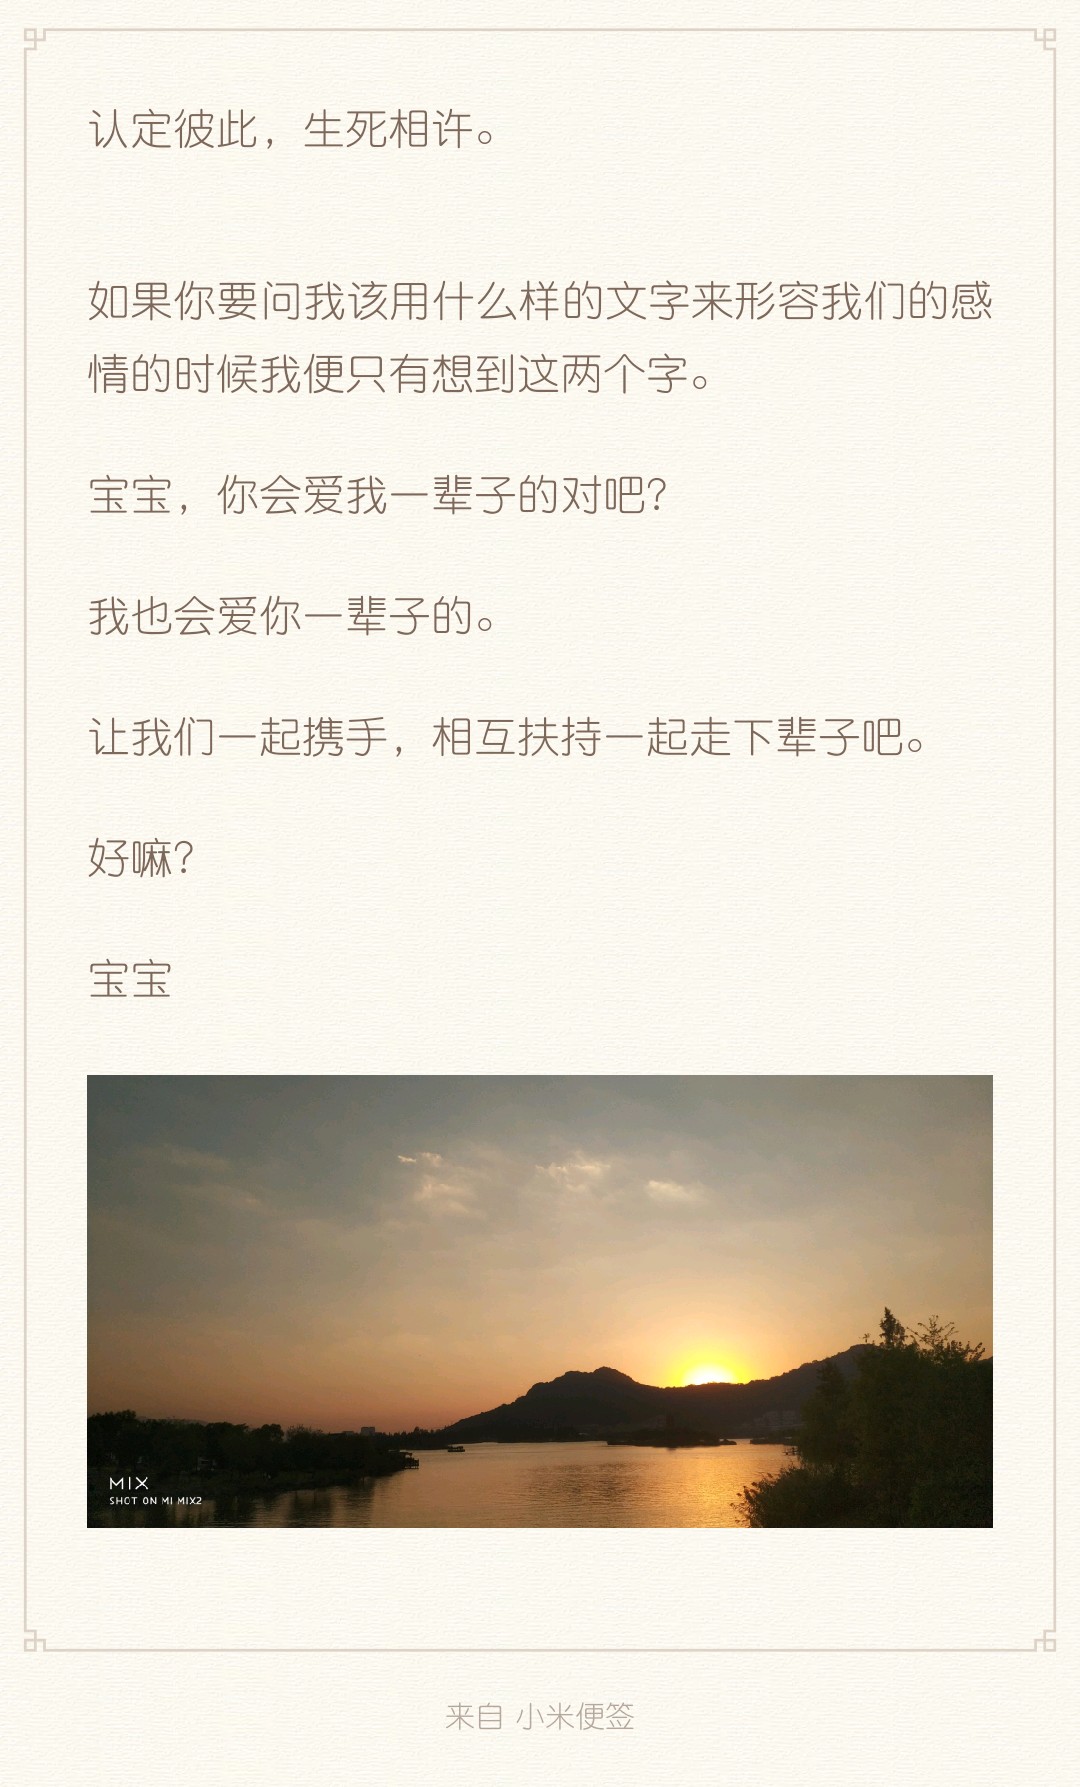 认定彼此，生死相许。
如果你要问我该用什么样的文字来形容我们的感
情的时候我便只有想到这两个字。
宝宝，你会爱我一辈子的对吧？
我也会爱你一辈子的。
让我们一起携手，相互扶持一起走下辈子吧。
好嘛？
宝宝
MIX
SHOT ON MI MIX2
来自 小米便签